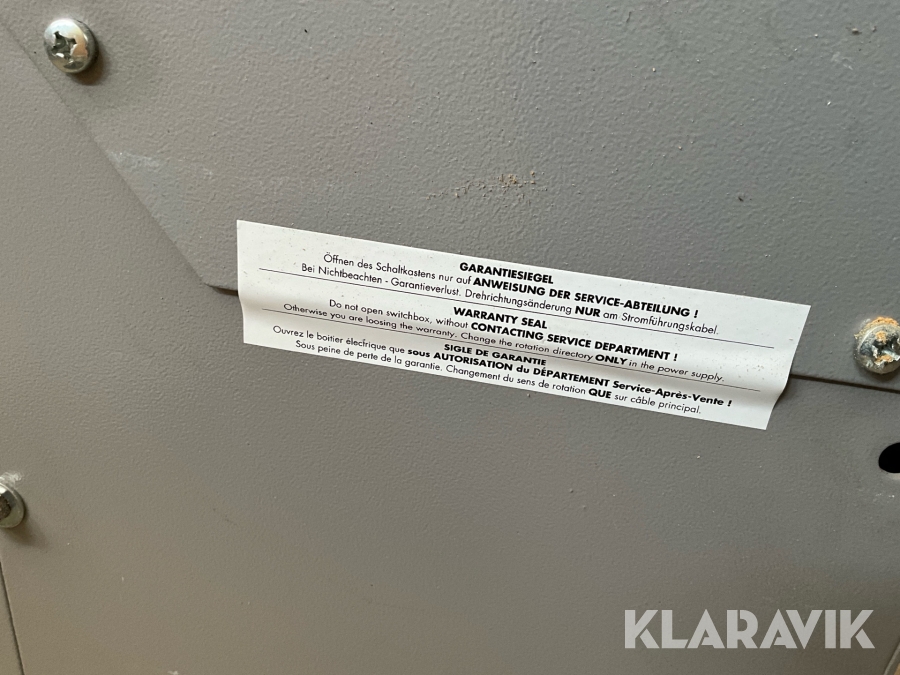 GARANTIESIEGEL
Öffnen des Schaltkastens nur auf ANWEISUNG DER SERVICE-ABTEILUNG !
Bei Nichtbeachten - Garantieverlust. Drehrichtungsänderung NUR am Stromführungskabel.
WARRANTY SEAL
Do not open switchbox, without CONTACTING SERVICE DEPARTMENT !
Otherwise you are loosing the warranty. Change the rotation directory ONLY in the power supply.
SIGLE DE GARANTIE
Ouvrez le boitier élecfrique que sous AUTORISATION du DÉPARTEMENT Service-Après-Vente !
Sous peine de perte de la garantie. Changement du sens de rotation QUE sur câble principal.
KLARAVIK